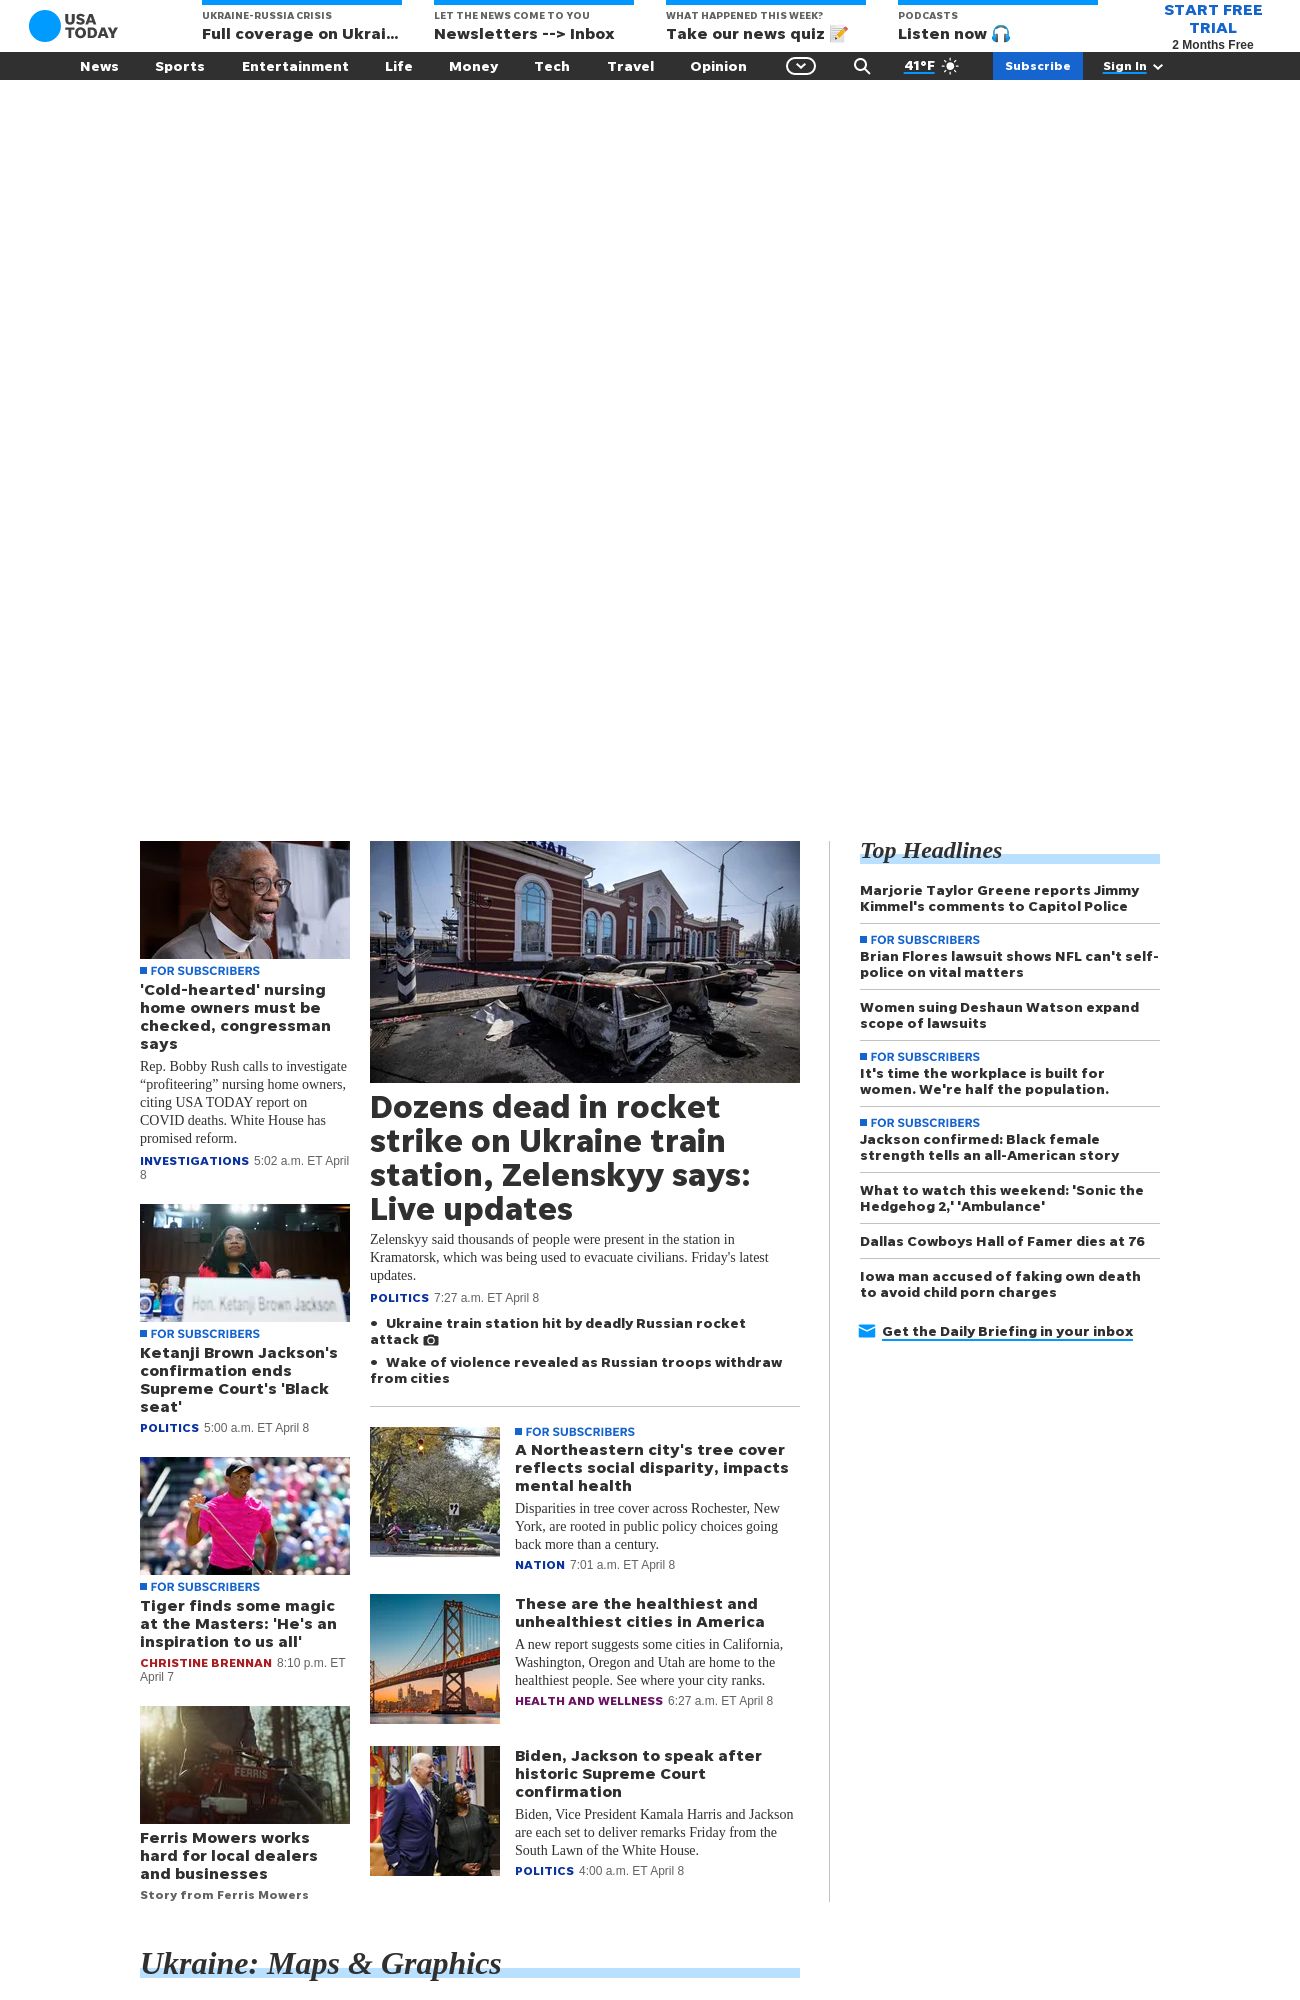 USA
TODAY
UKRAINE-RUSSIA CRISIS
Full coverage on Ukrai...
LET THE NEWS COME TO YOU
Newsletters --> Inbox
WHAT HAPPENED THIS WEEK?
Take our news quiz 📝
PODCASTS
Listen now 🎧
START FREE
TRIAL
2 Months Free
News Sports Entertainment Life Money Tech Travel Opinion 41°F Subscribe Sign In
FOR SUBSCRIBERS
'Cold-hearted' nursing
home owners must be
checked, congressman
says
Rep. Bobby Rush calls to investigate
“profiteering” nursing home owners,
citing USA TODAY report on
COVID deaths. White House has
promised reform.
INVESTIGATIONS 5:02 a.m. ET April
8
Hon. Ketanji Brown Jackson
FOR SUBSCRIBERS
Ketanji Brown Jackson's
confirmation ends
Supreme Court's 'Black
seat'
POLITICS 5:00 a.m. ET April 8
FOR SUBSCRIBERS
Tiger finds some magic
at the Masters: 'He's an
inspiration to us all'
CHRISTINE BRENNAN 8:10 p.m. ET
April 7
FERRIS
Ferris Mowers works
hard for local dealers
and businesses
Story from Ferris Mowers
Dozens dead in rocket
strike on Ukraine train
station, Zelenskyy says:
Live updates
Zelenskyy said thousands of people were present in the station in
Kramatorsk, which was being used to evacuate civilians. Friday's latest
updates.
POLITICS 7:27 a.m. ET April 8
• Ukraine train station hit by deadly Russian rocket
attack
• Wake of violence revealed as Russian troops withdraw
from cities
FOR SUBSCRIBERS
A Northeastern city's tree cover
reflects social disparity, impacts
mental health
Disparities in tree cover across Rochester, New
York, are rooted in public policy choices going
back more than a century.
NATION 7:01 a.m. ET April 8
These are the healthiest and
unhealthiest cities in America
A new report suggests some cities in California,
Washington, Oregon and Utah are home to the
healthiest people. See where your city ranks.
HEALTH AND WELLNESS 6:27 a.m. ET April 8
Biden, Jackson to speak after
historic Supreme Court
confirmation
Biden, Vice President Kamala Harris and Jackson
are each set to deliver remarks Friday from the
South Lawn of the White House.
POLITICS 4:00 a.m. ET April 8
Top Headlines
Marjorie Taylor Greene reports Jimmy
Kimmel's comments to Capitol Police
FOR SUBSCRIBERS
Brian Flores lawsuit shows NFL can't self-
police on vital matters
Women suing Deshaun Watson expand
scope of lawsuits
FOR SUBSCRIBERS
It's time the workplace is built for
women. We're half the population.
FOR SUBSCRIBERS
Jackson confirmed: Black female
strength tells an all-American story
What to watch this weekend: 'Sonic the
Hedgehog 2,' 'Ambulance'
Dallas Cowboys Hall of Famer dies at 76
Iowa man accused of faking own death
to avoid child porn charges
Get the Daily Briefing in your inbox
Ukraine: Maps & Graphics